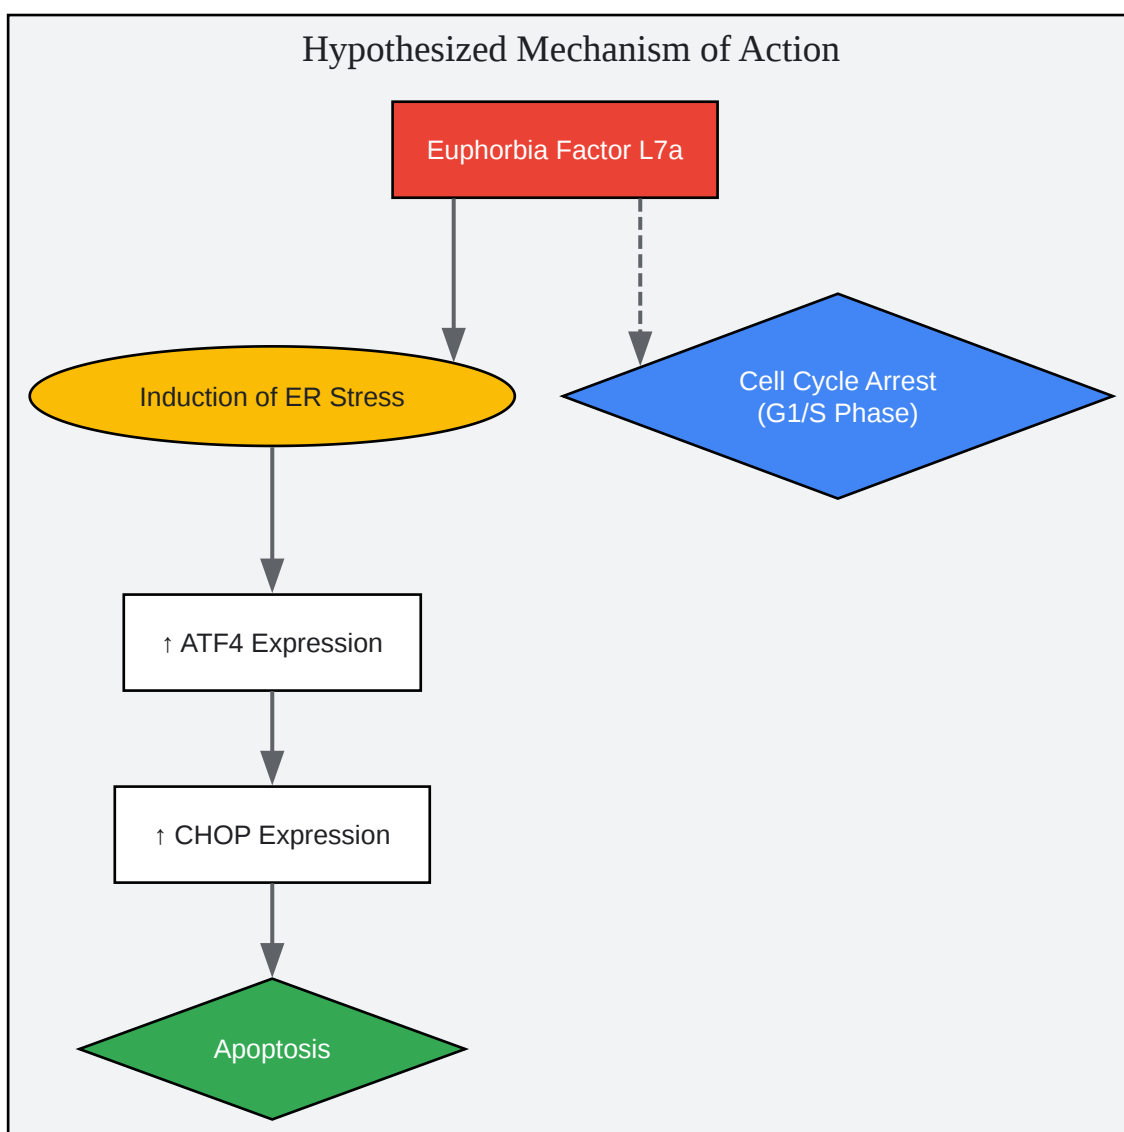 Hypothesized Mechanism of Action
Euphorbia Factor L7a
Induction of ER Stress
Cell Cycle Arrest
(G1/S Phase)
↑ ATF4 Expression
↑ CHOP Expression
Apoptosis